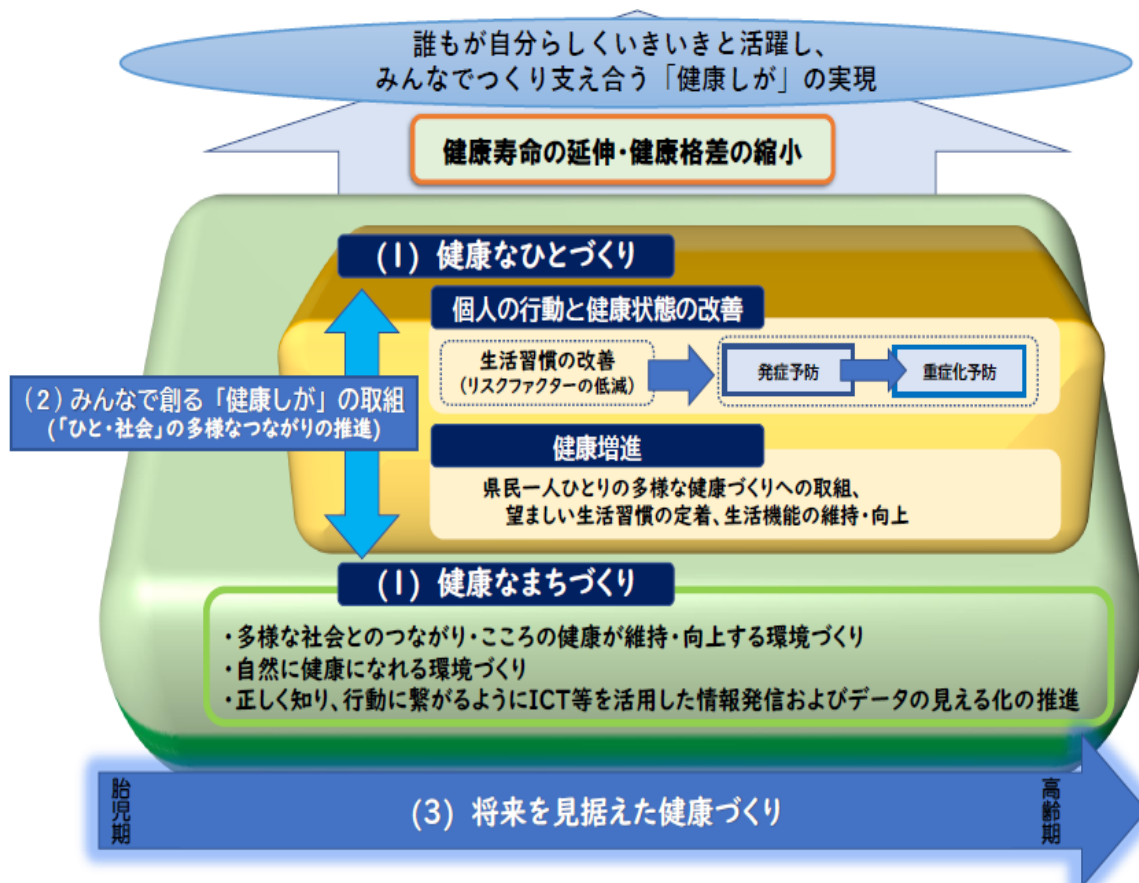 誰もが自分らしくいきいきと活躍し、
みんなでつくり支え合う「健康しが」の実現
健康寿命の延伸・健康格差の縮小
(1) 健康なひとづくり
個人の行動と健康状態の改善
生活習慣の改善
(リスクファクターの低減)
発症予防
重症化予防
(2)みんなで創る「健康しが」の取組
(「ひと・社会」の多様なつながりの推進)
健康増進
県民一人ひとりの多様な健康づくりへの取組、
望ましい生活習慣の定着、生活機能の維持・向上
(1) 健康なまちづくり
・多様な社会とのつながり・こころの健康が維持・向上する環境づくり
・自然に健康になれる環境づくり
・正しく知り、行動に繋がるようにICT等を活用した情報発信およびデータの見える化の推進
胎児期
(3) 将来を見据えた健康づくり
高齢期